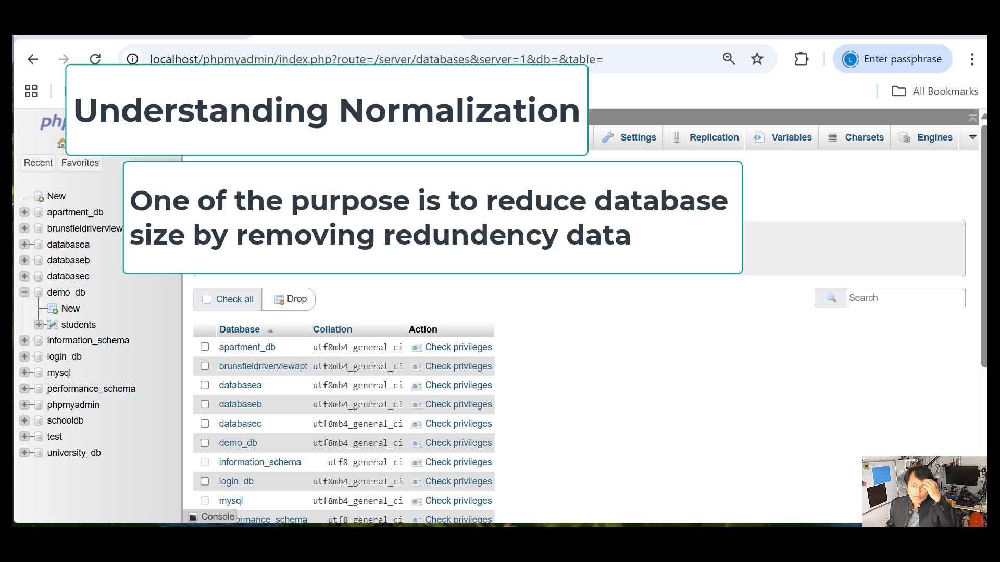 localhost/phpmyadmin/index.php?route=/server/databases&server=1&db=&table=
Enter passphrase
L
All Bookmarks
Understanding Normalization
One of the purpose is to reduce database
size by removing redundency data
php
Settings
Replication
Variables
Charsets
Engines
Recent
Favorites
New
apartment_db
brunsfieldriverview
databasea
databaseb
databasec
demo_db
New
students
information_schema
login_db
mysql
performance_schema
phpmyadmin
schooldb
test
university_db
Check all
Drop
Search
Database Collation Action
apartment_db utf8mb4_general_ci Check privileges
brunsfieldriverviewapt utf8mb4_general_ci Check privileges
databasea utf8mb4_general_ci Check privileges
databaseb utf8mb4_general_ci Check privileges
databasec utf8mb4_general_ci Check privileges
demo_db utf8mb4_general_ci Check privileges
information_schema utf8_general_ci Check privileges
login_db utf8mb4_general_ci Check privileges
mysql utf8mb4_general_ci Check privileges
ormance_schema utf8_general_ci Check privileges
Console